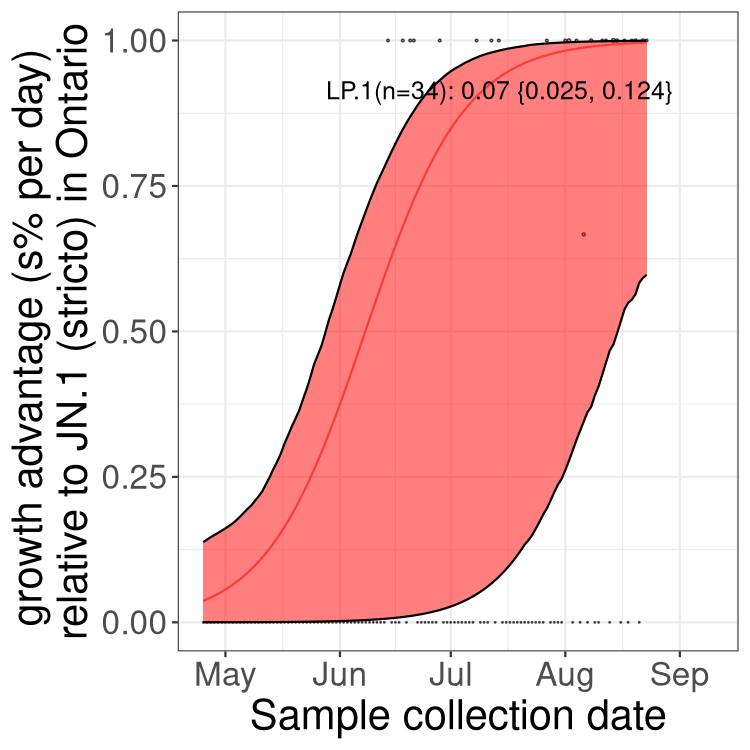 growth advantage (s% per day)
relative to JN.1 (stricto) in Ontario
1.00
0.75
0.50
0.25
0.00
LP.1(n=34): 0.07 {0.025, 0.124}
May Jun Jul Aug Sep
Sample collection date